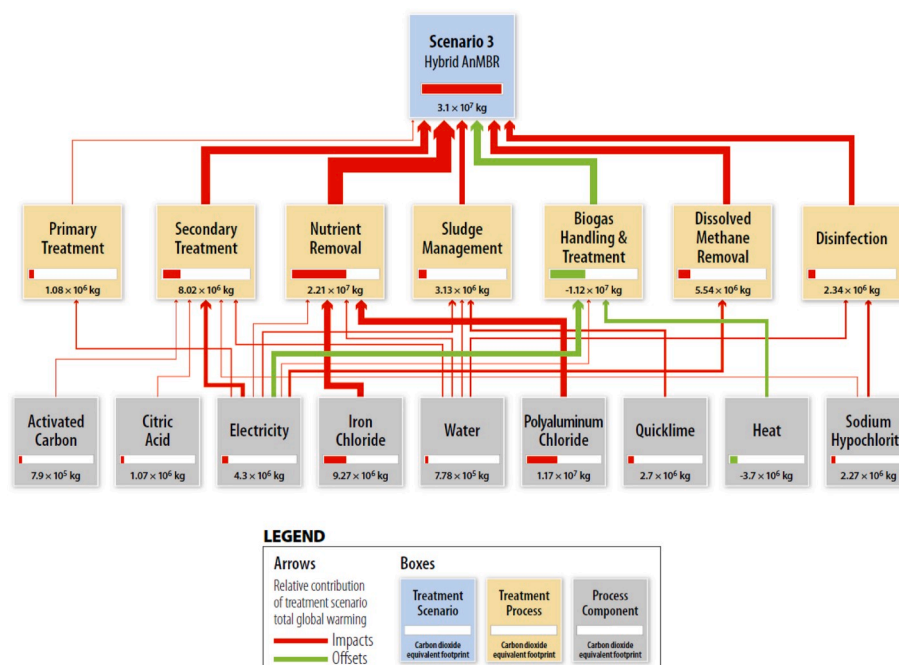 Scenario 3
Hybrid AnMBR
3.1 × 10⁷ kg
Primary
Treatment
1.08 × 10⁶ kg
Secondary
Treatment
8.02 × 10⁶ kg
Nutrient
Removal
2.21 × 10⁷ kg
Sludge
Management
3.13 × 10⁶ kg
Biogas
Handling &
Treatment
-1.12 × 10⁷ kg
Dissolved
Methane
Removal
5.54 × 10⁶ kg
Disinfection
2.34 × 10⁶ kg
Activated
Carbon
7.9 × 10⁵ kg
Citric
Acid
1.07 × 10⁶ kg
Electricity
4.3 × 10⁶ kg
Iron
Chloride
9.27 × 10⁶ kg
Water
7.78 × 10⁵ kg
Polyaluminum
Chloride
1.17 × 10⁷ kg
Quicklime
2.7 × 10⁶ kg
Heat
-3.7 × 10⁶ kg
Sodium
Hypochlorit
2.27 × 10⁶ kg
LEGEND
Arrows
Relative contribution
of treatment scenario
total global warming
Impacts
Offsets
Boxes
Treatment
Scenario
Carbon dioxide
equivalent footprint
Treatment
Process
Carbon dioxide
equivalent footprint
Process
Component
Carbon dioxide
equivalent footprint